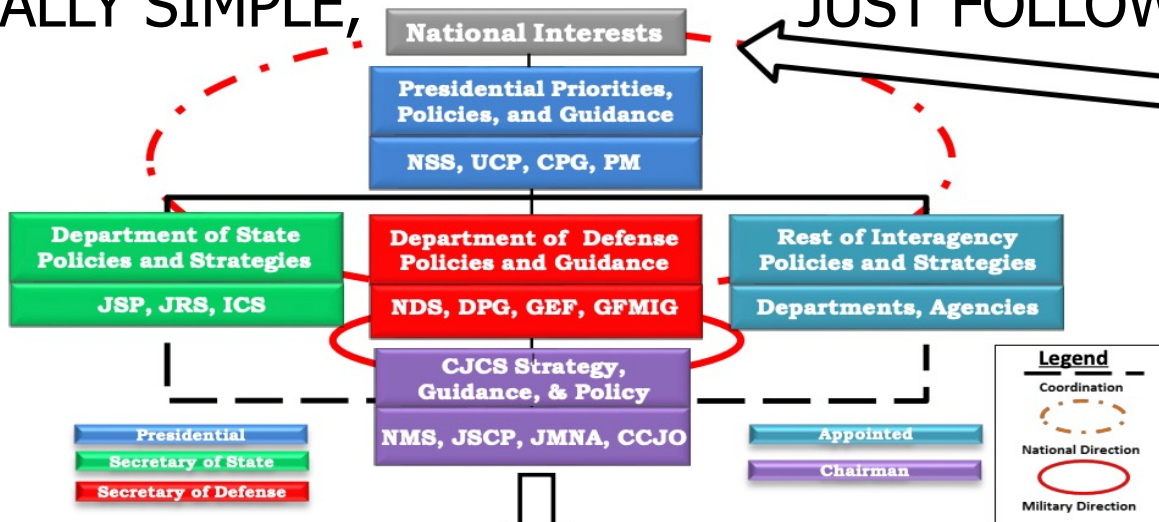 ALLY SIMPLE,
JUST FOLLOW
National Interests
Presidential Priorities,
Policies, and Guidance
NSS, UCP, CPG, PM
Department of State
Policies and Strategies
JSP, JRS, ICS
Department of Defense
Policies and Guidance
NDS, DPG, GEF, GFMIG
Rest of Interagency
Policies and Strategies
Departments, Agencies
CJCS Strategy,
Guidance, & Policy
NMS, JSCP, JMNA, CCJO
Presidential
Secretary of State
Secretary of Defense
Appointed
Chairman
Legend
Coordination
National Direction
Military Direction